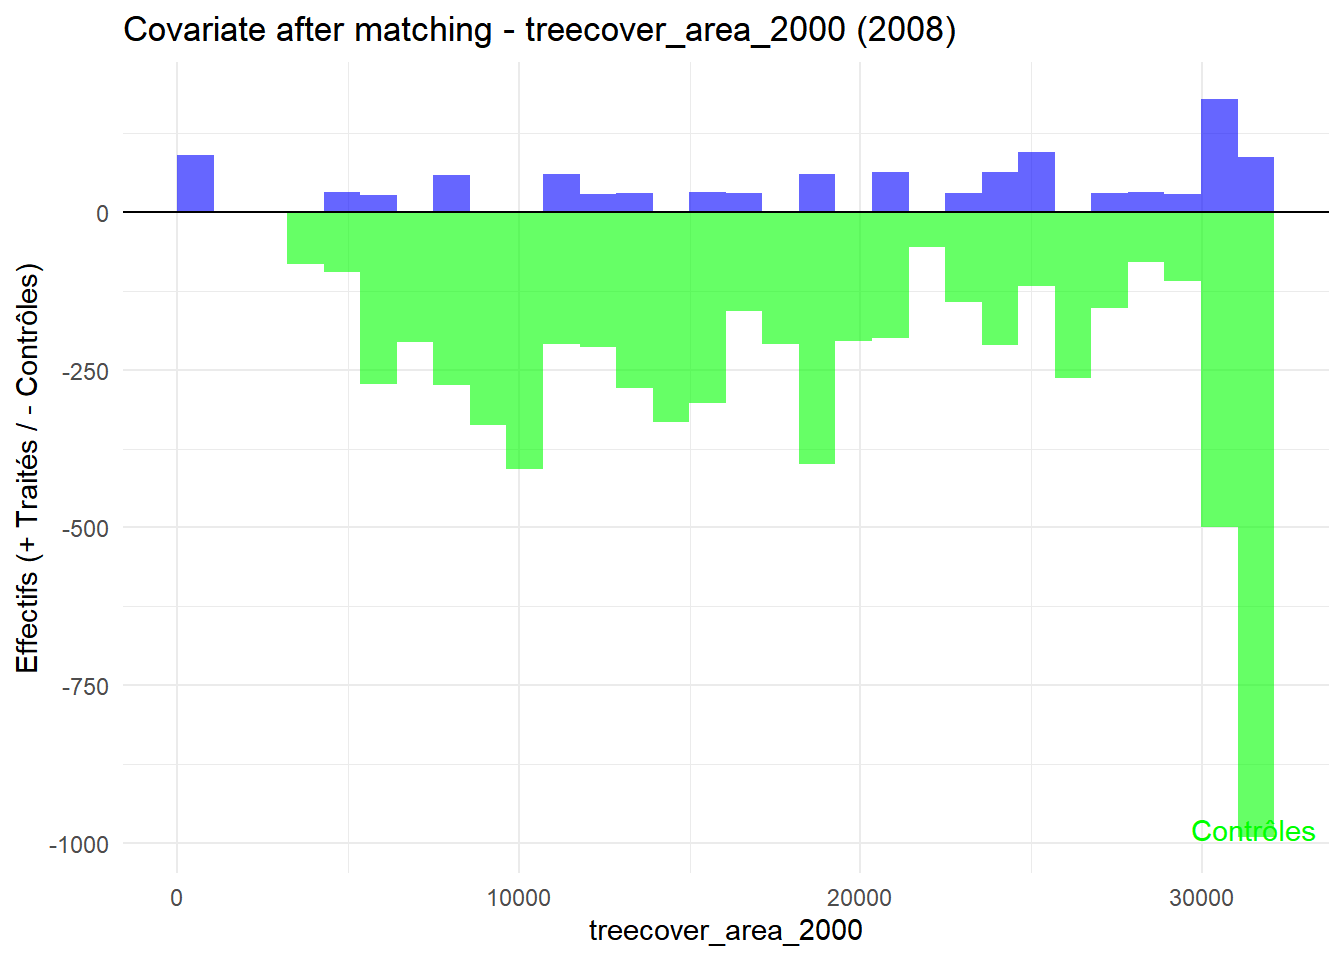 Covariate after matching - treecover_area_2000 (2008)
Effectifs (+ Traités / - Contrôles)
0
-250
-500
-750
-1000
Contrôles
0 10000 20000 30000
treecover_area_2000